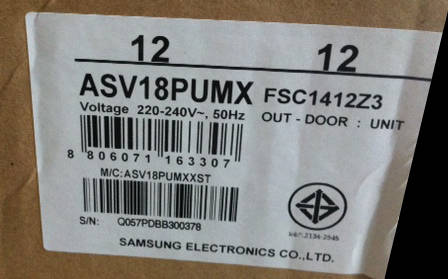 12 12
ASV18PUMX FSC1412Z3
Voltage 220-240V~, 50Hz OUT - DOOR : UNIT
8 806071 163307
M/C:ASV18PUMXXST
S/N: Q057PDBB300378
SAMSUNG ELECTRONICS CO.,LTD.